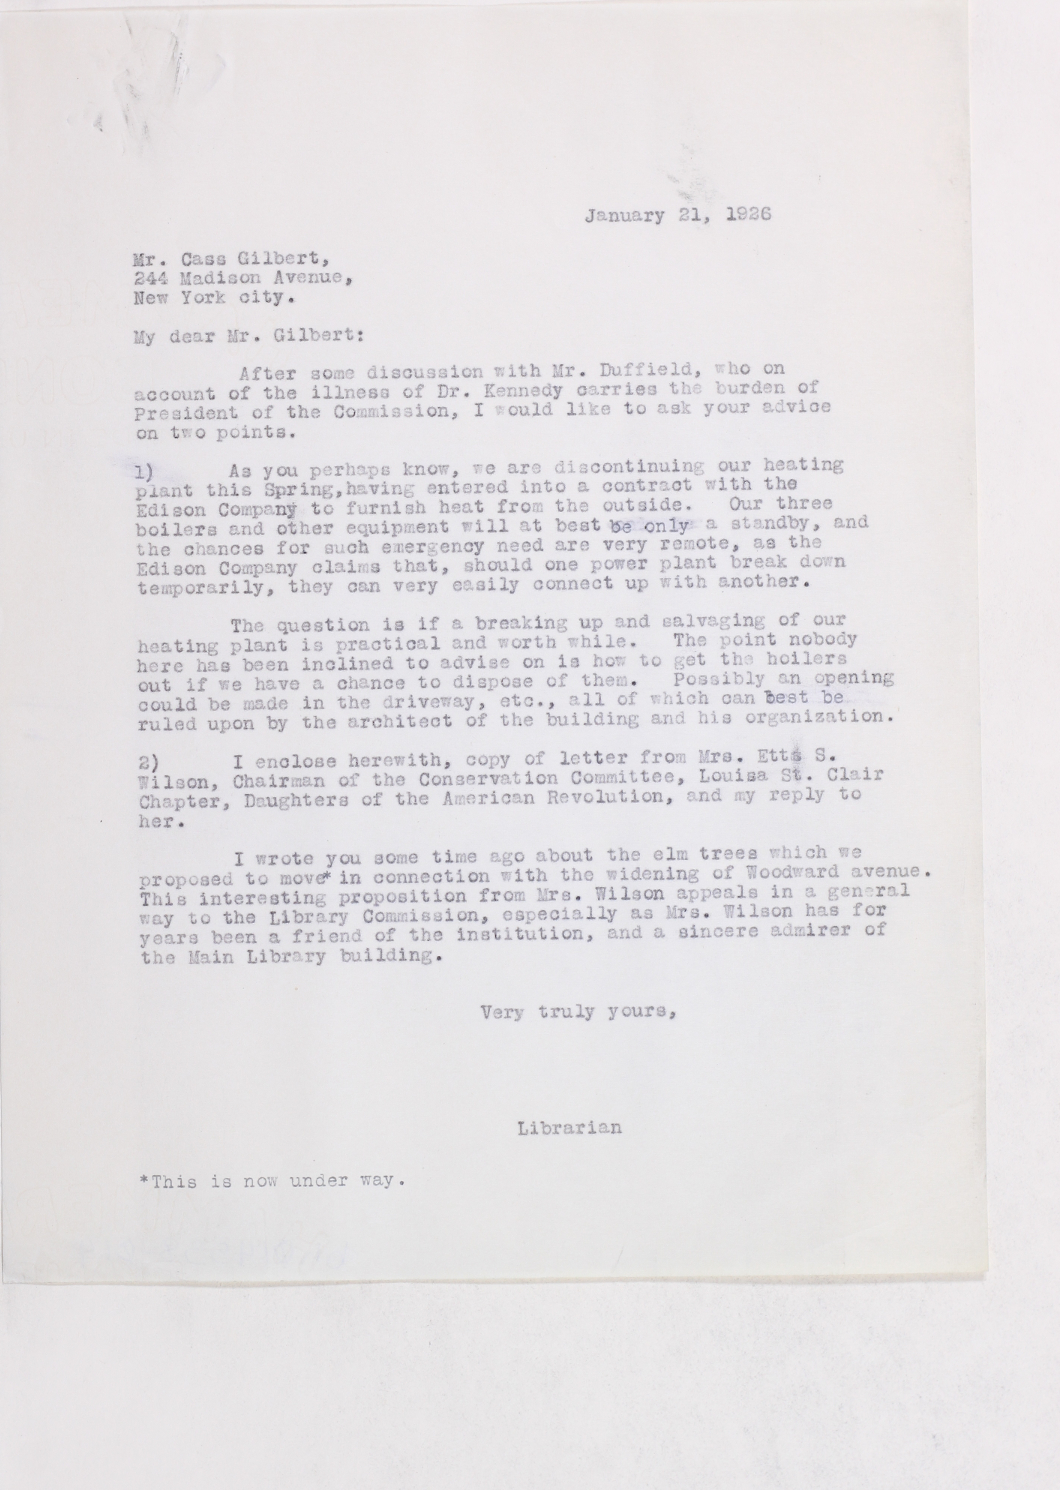 January 21, 1926
Mr. Cass Gilbert,
244 Madison Avenue,
New York city.
My dear Mr. Gilbert:
After some discussion with Mr. Duffield, who on
account of the illness of Dr. Kennedy carries the burden of
President of the Commission, I would like to ask your advice
on two points.
1) As you perhaps know, we are discontinuing our heating
plant this Spring,having entered into a contract with the
Edison Company to furnish heat from the outside. Our three
boilers and other equipment will at best be only a standby, and
the chances for such emergency need are very remote, as the
Edison Company claims that, should one power plant break down
temporarily, they can very easily connect up with another.
The question is if a breaking up and salvaging of our
heating plant is practical and worth while. The point nobody
here has been inclined to advise on is how to get the hoilers
out if we have a chance to dispose of them. Possibly an opening
could be made in the driveway, etc., all of which can best be
ruled upon by the architect of the building and his organization.
2) I enclose herewith, copy of letter from Mrs. Etta S.
Wilson, Chairman of the Conservation Committee, Louisa St. Clair
Chapter, Daughters of the American Revolution, and my reply to
her.
I wrote you some time ago about the elm trees which we
proposed to move* in connection with the widening of Woodward avenue.
This interesting proposition from Mrs. Wilson appeals in a general
way to the Library Commission, especially as Mrs. Wilson has for
years been a friend of the institution, and a sincere admirer of
the Main Library building.
Very truly yours,
Librarian
*This is now under way.